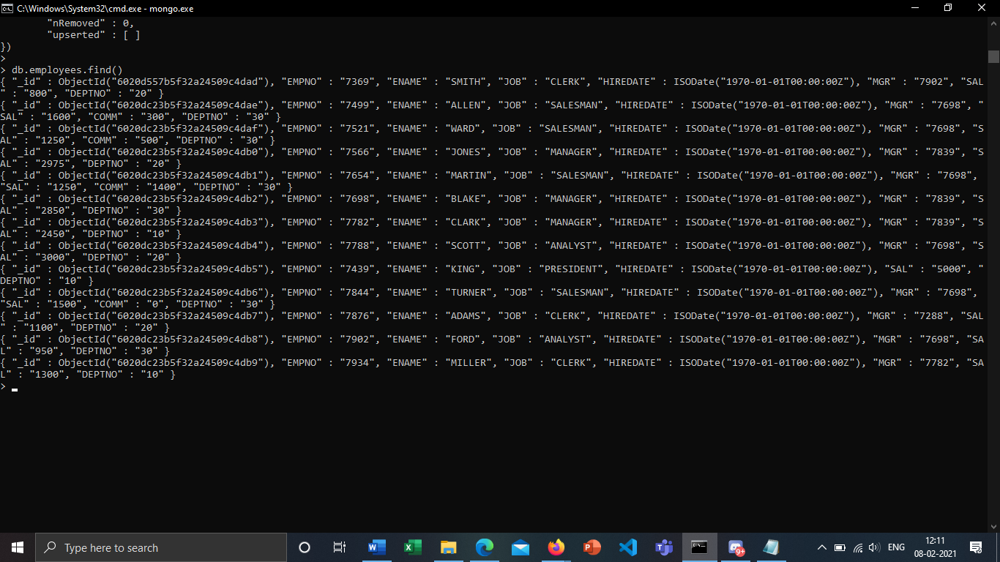 C:\Windows\System32\cmd.exe - mongo.exe
"nRemoved" : 0,
"upserted" : [ ]
})
>
> db.employees.find()
{ "_id" : ObjectId("6020d557b5f32a24509c4dad"), "EMPNO" : "7369", "ENAME" : "SMITH", "JOB" : "CLERK", "HIREDATE" : ISODate("1970-01-01T00:00:00Z"), "MGR" : "7902", "SAL
" : "800", "DEPTNO" : "20" }
{ "_id" : ObjectId("6020dc23b5f32a24509c4dae"), "EMPNO" : "7499", "ENAME" : "ALLEN", "JOB" : "SALESMAN", "HIREDATE" : ISODate("1970-01-01T00:00:00Z"), "MGR" : "7698", "
SAL" : "1600", "COMM" : "300", "DEPTNO" : "30" }
{ "_id" : ObjectId("6020dc23b5f32a24509c4daf"), "EMPNO" : "7521", "ENAME" : "WARD", "JOB" : "SALESMAN", "HIREDATE" : ISODate("1970-01-01T00:00:00Z"), "MGR" : "7698", "S
AL" : "1250", "COMM" : "500", "DEPTNO" : "30" }
{ "_id" : ObjectId("6020dc23b5f32a24509c4db0"), "EMPNO" : "7566", "ENAME" : "JONES", "JOB" : "MANAGER", "HIREDATE" : ISODate("1970-01-01T00:00:00Z"), "MGR" : "7839", "S
AL" : "2975", "DEPTNO" : "20" }
{ "_id" : ObjectId("6020dc23b5f32a24509c4db1"), "EMPNO" : "7654", "ENAME" : "MARTIN", "JOB" : "SALESMAN", "HIREDATE" : ISODate("1970-01-01T00:00:00Z"), "MGR" : "7698",
"SAL" : "1250", "COMM" : "1400", "DEPTNO" : "30" }
{ "_id" : ObjectId("6020dc23b5f32a24509c4db2"), "EMPNO" : "7698", "ENAME" : "BLAKE", "JOB" : "MANAGER", "HIREDATE" : ISODate("1970-01-01T00:00:00Z"), "MGR" : "7839", "S
AL" : "2850", "DEPTNO" : "30" }
{ "_id" : ObjectId("6020dc23b5f32a24509c4db3"), "EMPNO" : "7782", "ENAME" : "CLARK", "JOB" : "MANAGER", "HIREDATE" : ISODate("1970-01-01T00:00:00Z"), "MGR" : "7839", "S
AL" : "2450", "DEPTNO" : "10" }
{ "_id" : ObjectId("6020dc23b5f32a24509c4db4"), "EMPNO" : "7788", "ENAME" : "SCOTT", "JOB" : "ANALYST", "HIREDATE" : ISODate("1970-01-01T00:00:00Z"), "MGR" : "7698", "S
AL" : "3000", "DEPTNO" : "20" }
{ "_id" : ObjectId("6020dc23b5f32a24509c4db5"), "EMPNO" : "7439", "ENAME" : "KING", "JOB" : "PRESIDENT", "HIREDATE" : ISODate("1970-01-01T00:00:00Z"), "SAL" : "5000", "
DEPTNO" : "10" }
{ "_id" : ObjectId("6020dc23b5f32a24509c4db6"), "EMPNO" : "7844", "ENAME" : "TURNER", "JOB" : "SALESMAN", "HIREDATE" : ISODate("1970-01-01T00:00:00Z"), "MGR" : "7698",
"SAL" : "1500", "COMM" : "0", "DEPTNO" : "30" }
{ "_id" : ObjectId("6020dc23b5f32a24509c4db7"), "EMPNO" : "7876", "ENAME" : "ADAMS", "JOB" : "CLERK", "HIREDATE" : ISODate("1970-01-01T00:00:00Z"), "MGR" : "7288", "SAL
" : "1100", "DEPTNO" : "20" }
{ "_id" : ObjectId("6020dc23b5f32a24509c4db8"), "EMPNO" : "7902", "ENAME" : "FORD", "JOB" : "ANALYST", "HIREDATE" : ISODate("1970-01-01T00:00:00Z"), "MGR" : "7698", "SA
L" : "950", "DEPTNO" : "30" }
{ "_id" : ObjectId("6020dc23b5f32a24509c4db9"), "EMPNO" : "7934", "ENAME" : "MILLER", "JOB" : "CLERK", "HIREDATE" : ISODate("1970-01-01T00:00:00Z"), "MGR" : "7782", "SA
L" : "1300", "DEPTNO" : "10" }
>
Type here to search
9+
ENG
12:11
08-02-2021